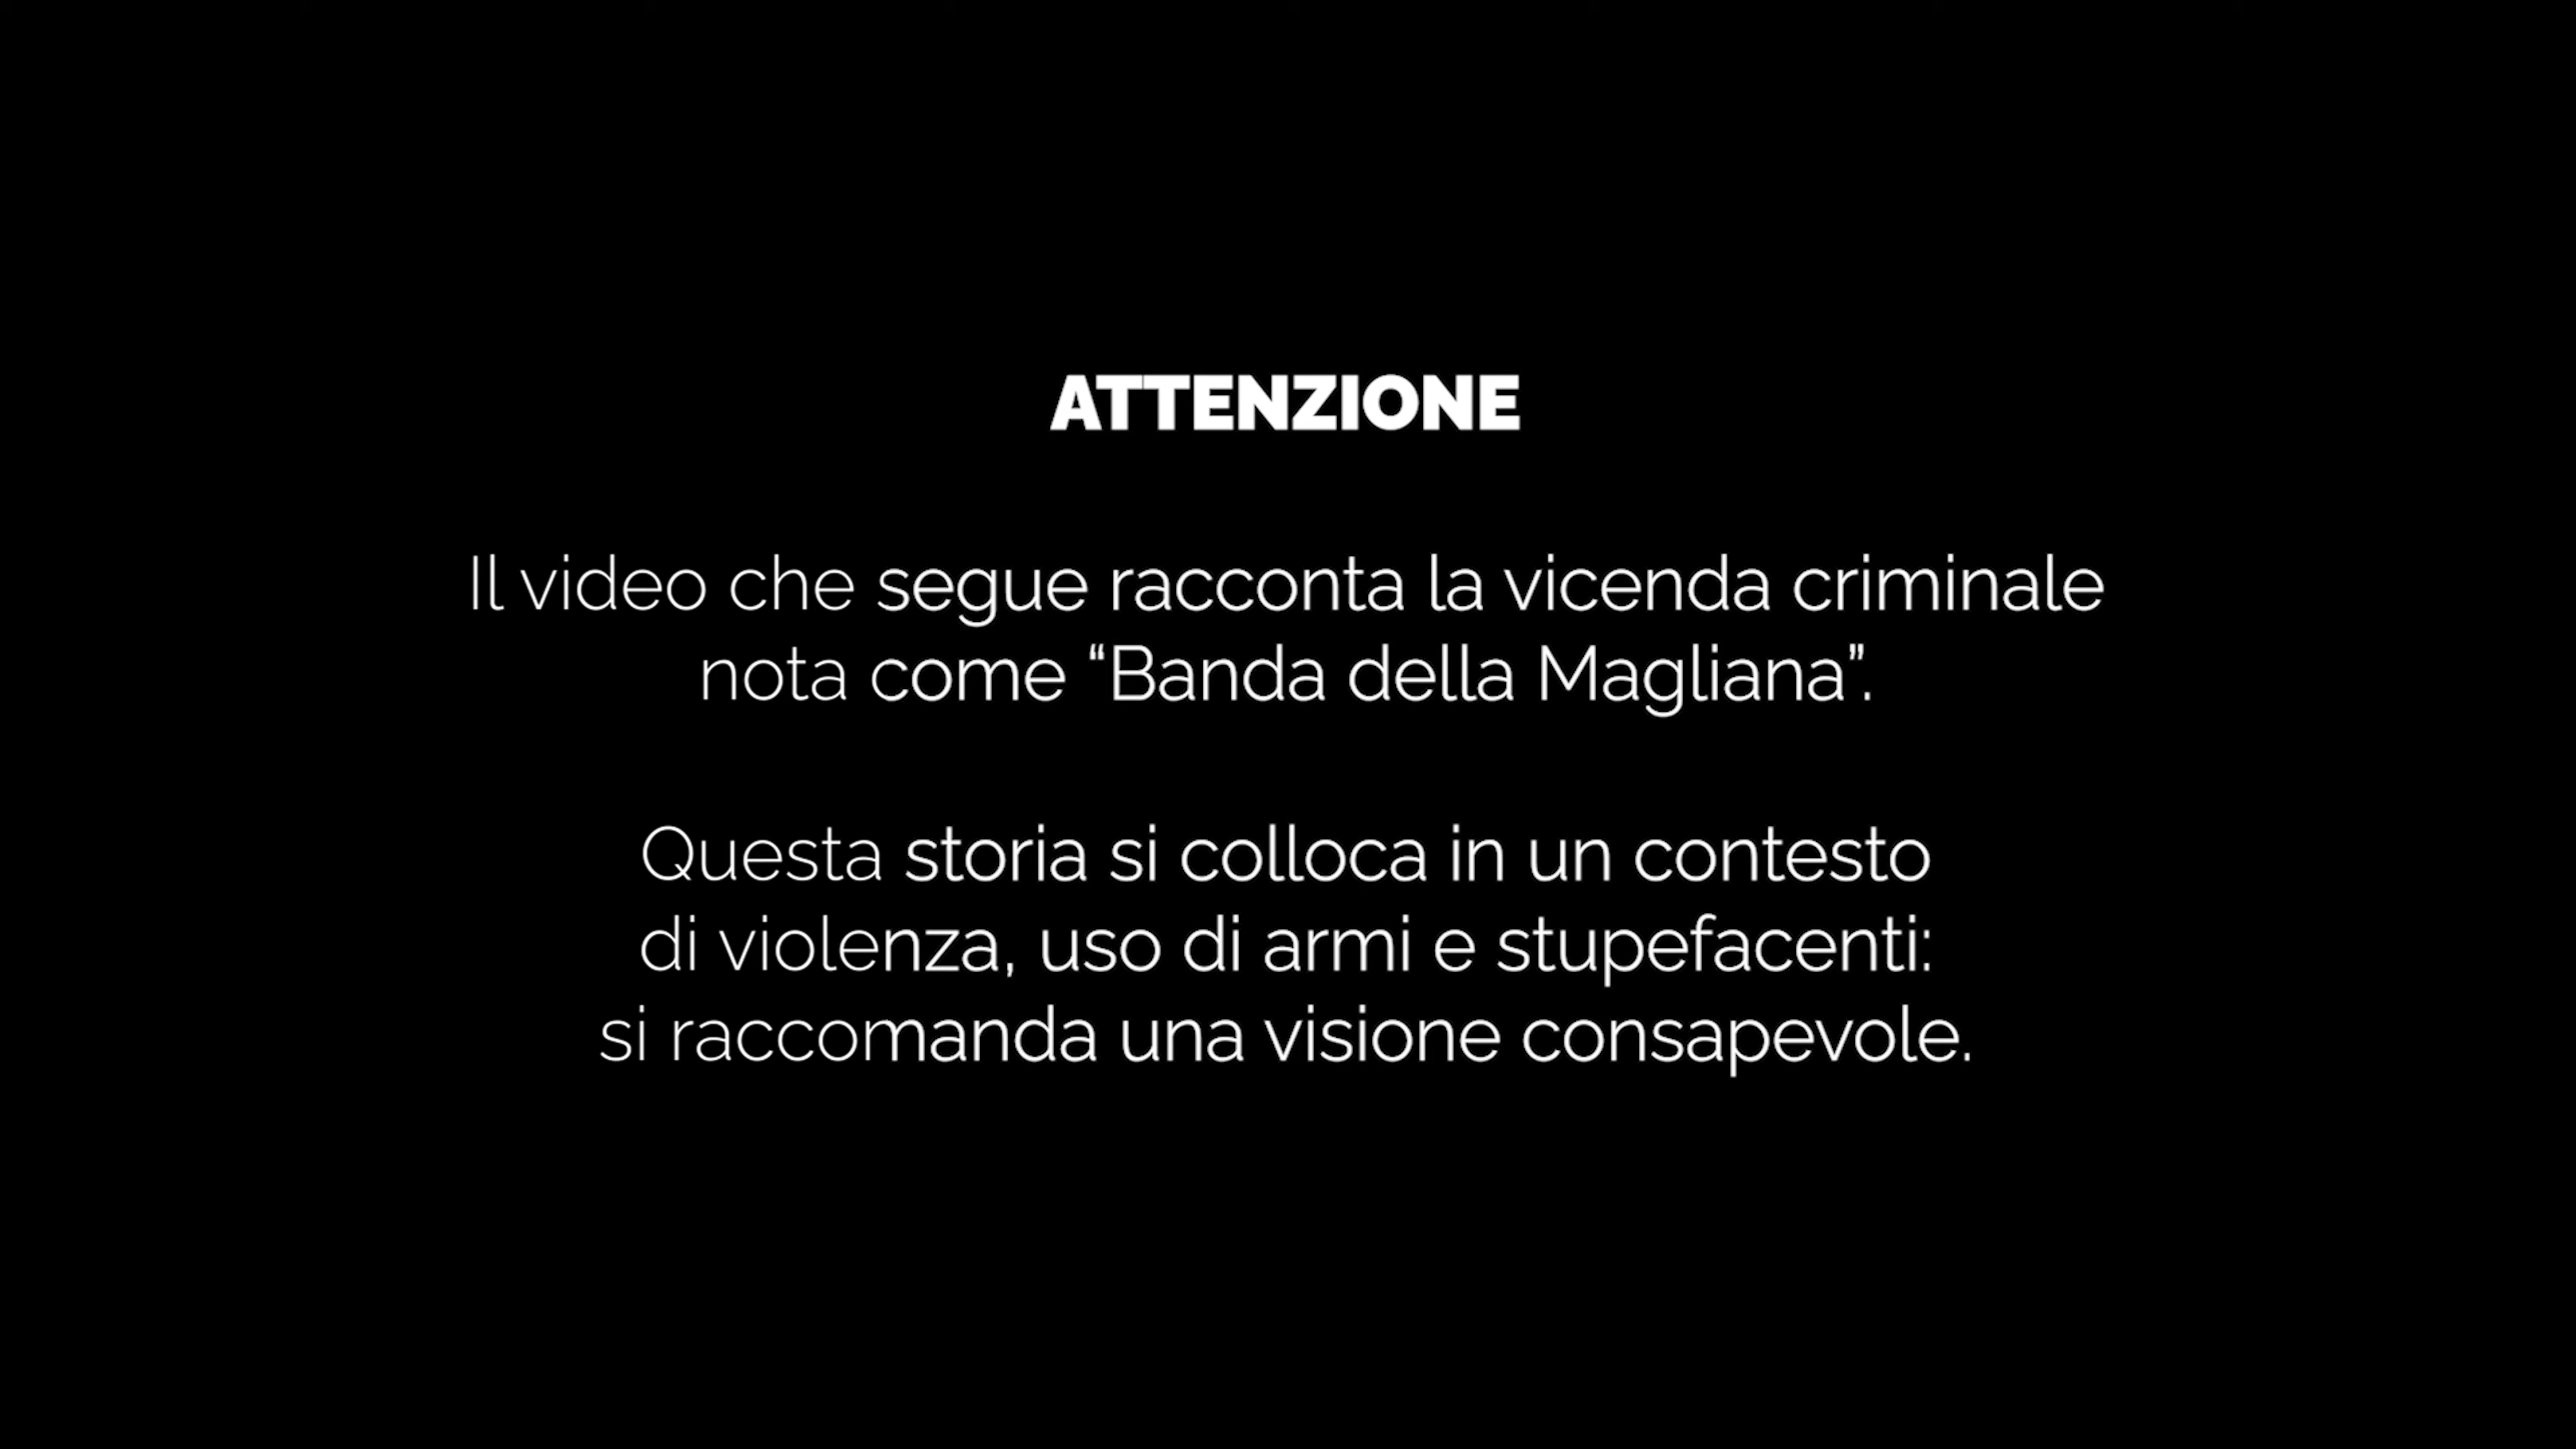 ATTENZIONE
Il video che segue racconta la vicenda criminale
nota come “Banda della Magliana”.
Questa storia si colloca in un contesto
di violenza, uso di armi e stupefacenti:
si raccomanda una visione consapevole.